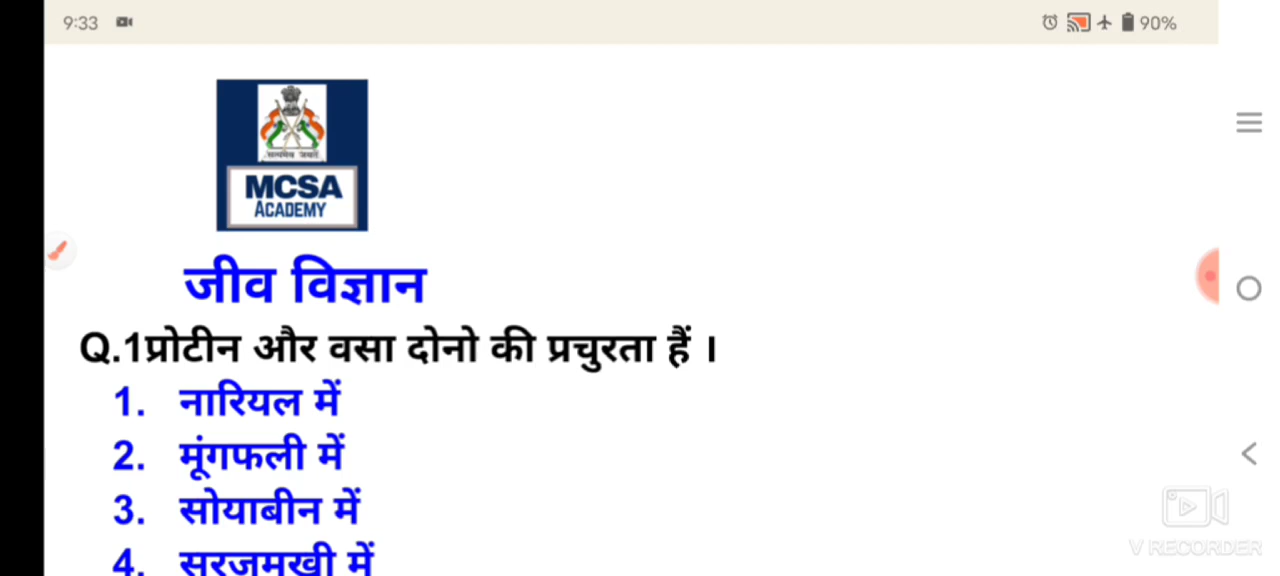 9:33
90%
सत्यमेव जयते
MCSA
ACADEMY
जीव विज्ञान
Q.1प्रोटीन और वसा दोनो की प्रचुरता हैं ।
1. नारियल में
2. मूंगफली में
3. सोयाबीन में
4. सूरजमुखी में
V RECORDER